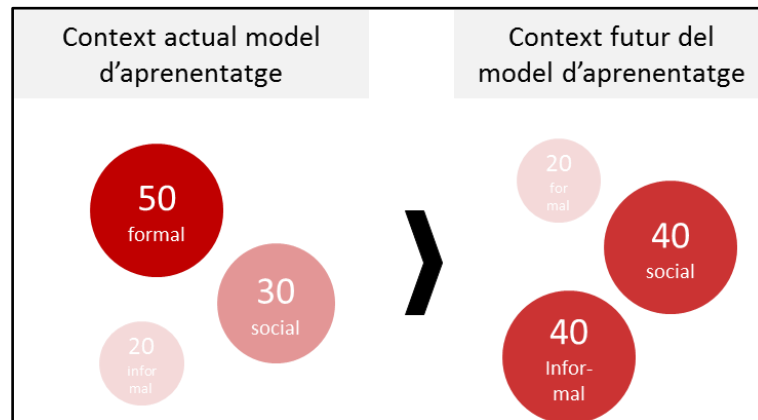 Context actual model
d'aprenentatge
50
formal
30
social
20
infor
mal
Context futur del
model d'aprenentatge
20
for
mal
40
social
40
Infor-
mal